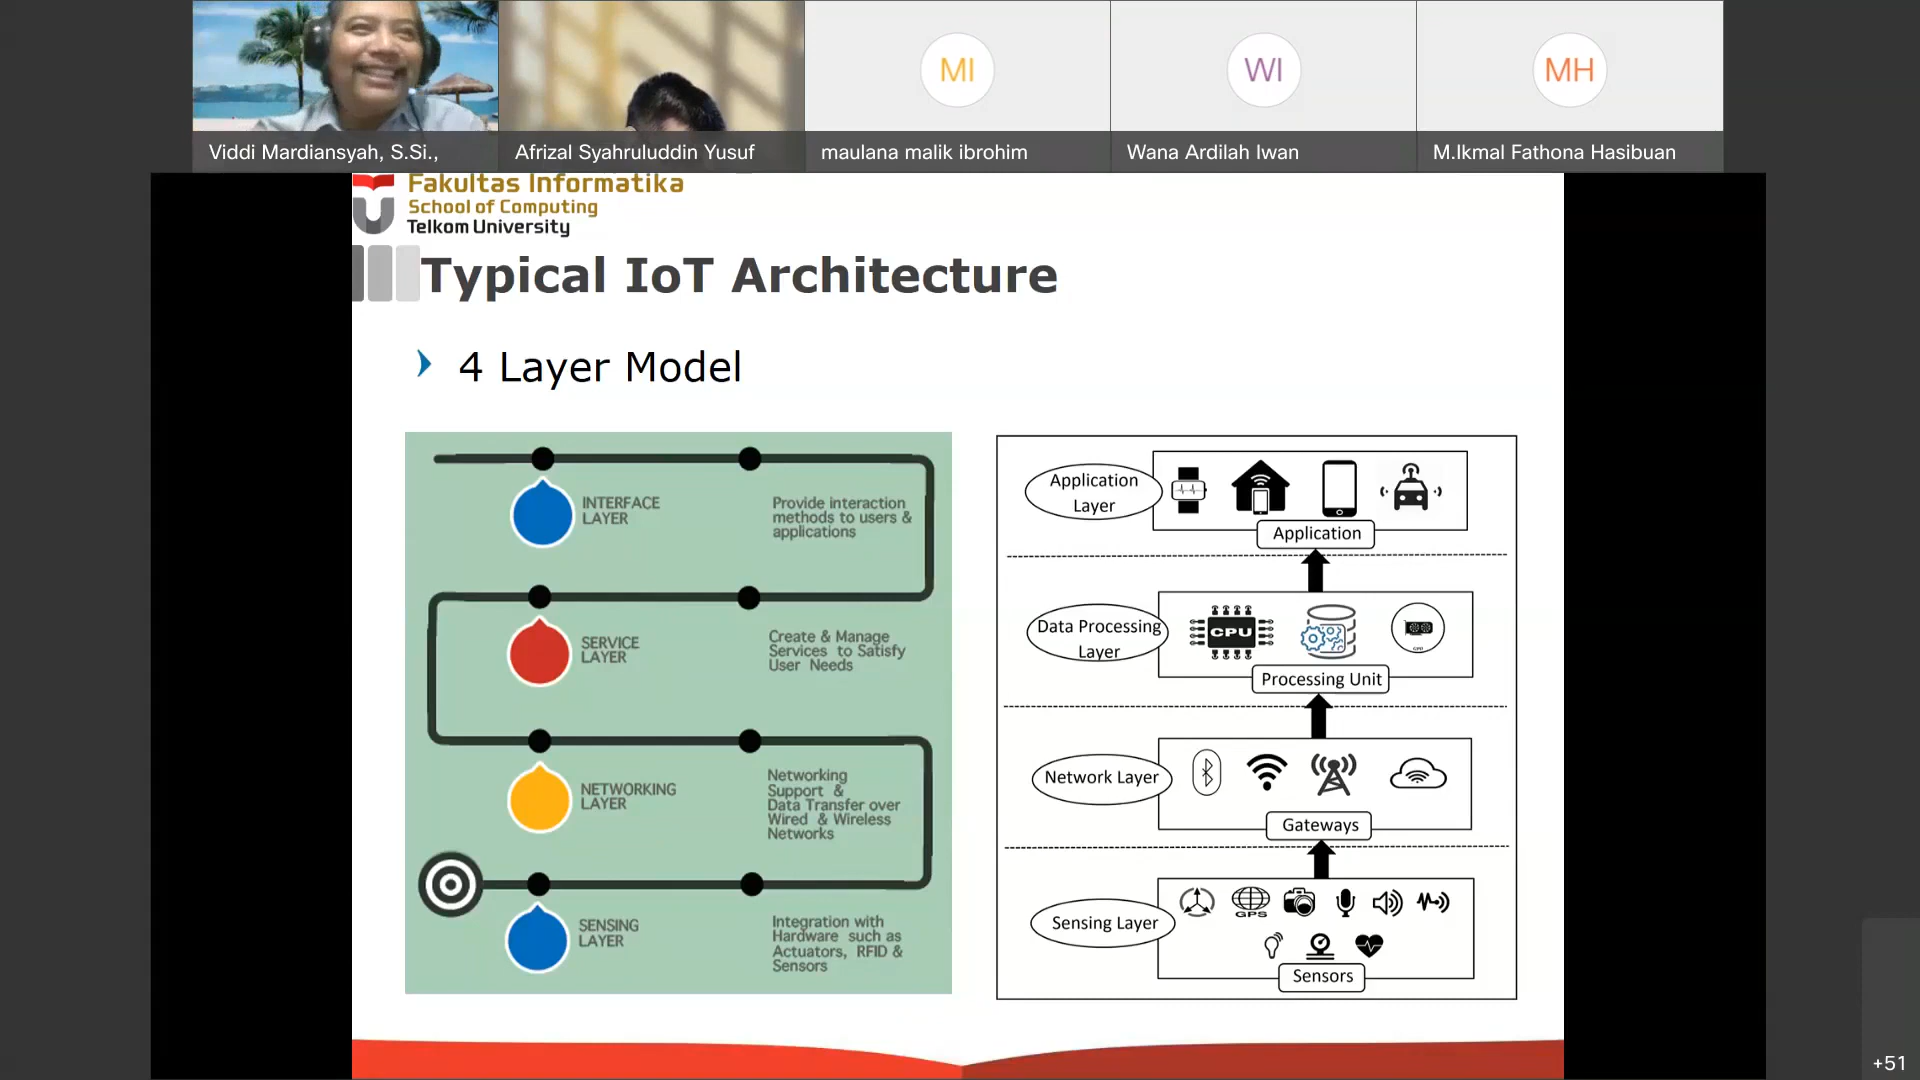 MI
WI
MH
Viddi Mardiansyah, S.Si.,
Afrizal Syahruluddin Yusuf
maulana malik ibrohim
Wana Ardilah Iwan
M.Ikmal Fathona Hasibuan
Fakultas Informatika
School of Computing
Telkom University
Typical IoT Architecture
4 Layer Model
INTERFACE
LAYER
Provide interaction
methods to users &
applications
SERVICE
LAYER
Create & Manage
Services to Satisfy
User Needs
NETWORKING
LAYER
Networking
Support &
Data Transfer over
Wired & Wireless
Networks
SENSING
LAYER
Integration with
Hardware such as
Actuators, RFID &
Sensors
Application
Layer
Application
Data Processing
Layer
CPU
Processing Unit
Network Layer
Gateways
Sensing Layer
GPS
Sensors
+51